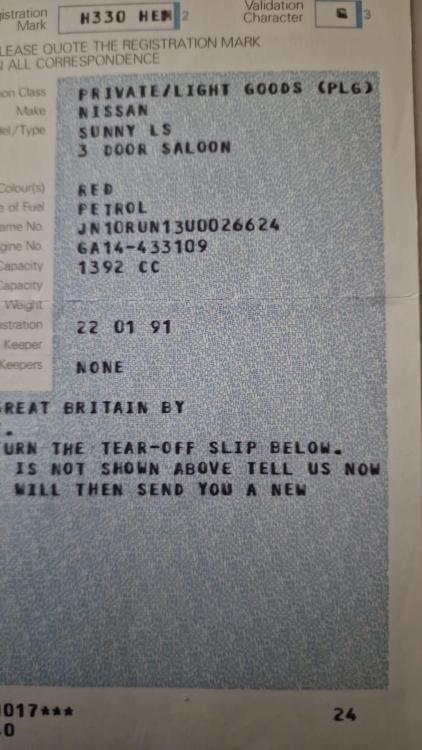 gistration
Mark
H330 HEM
2
Validation
Character
3
LEASE QUOTE THE REGISTRATION MARK
N ALL CORRESPONDENCE
on Class PRIVATE/LIGHT GOODS (PLG)
Make NISSAN
del/Type SUNNY LS
3 DOOR SALOON
Colour(s) RED
e of Fuel PETROL
ame No. JN10RUN13U0026624
gine No. GA14-433109
Capacity 1392 CC
Capacity
Weight
istration 22 01 91
Keeper
Keepers NONE
REAT BRITAIN BY
.
URN THE TEAR-OFF SLIP BELOW.
IS NOT SHOWN ABOVE TELL US NOW
WILL THEN SEND YOU A NEW
017***
24
0